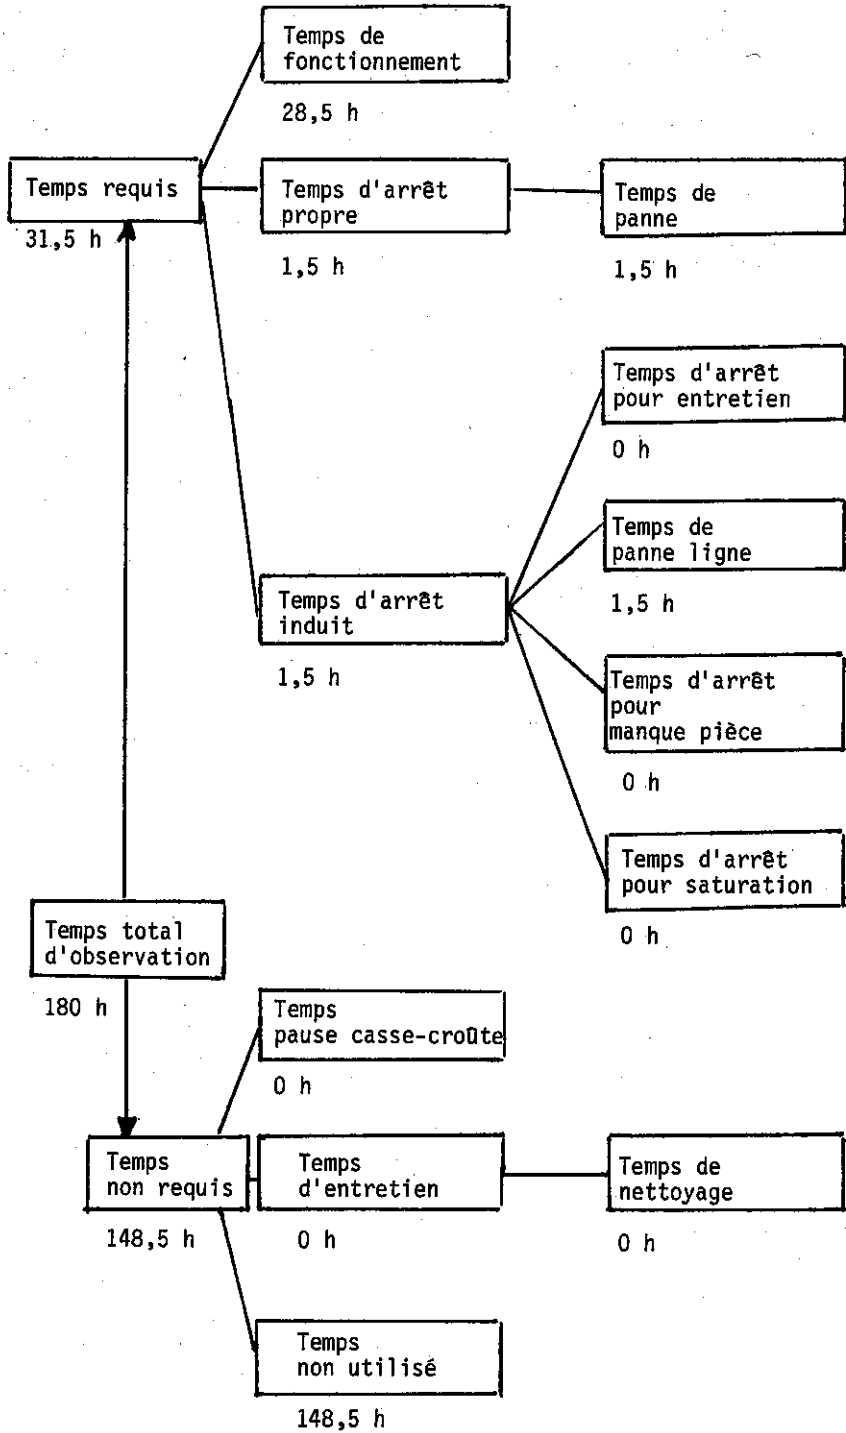 Temps de
fonctionnement
28,5 h
Temps requis
31,5 h
Temps d'arrêt
propre
1,5 h
Temps de
panne
1,5 h
Temps d'arrêt
pour entretien
0 h
Temps de
panne ligne
1,5 h
Temps d'arrêt
induit
1,5 h
Temps d'arrêt
pour
manque pièce
0 h
Temps d'arrêt
pour saturation
0 h
Temps total
d'observation
180 h
Temps
pause casse-croûte
0 h
Temps
non requis
148,5 h
Temps
d'entretien
0 h
Temps de
nettoyage
0 h
Temps
non utilisé
148,5 h